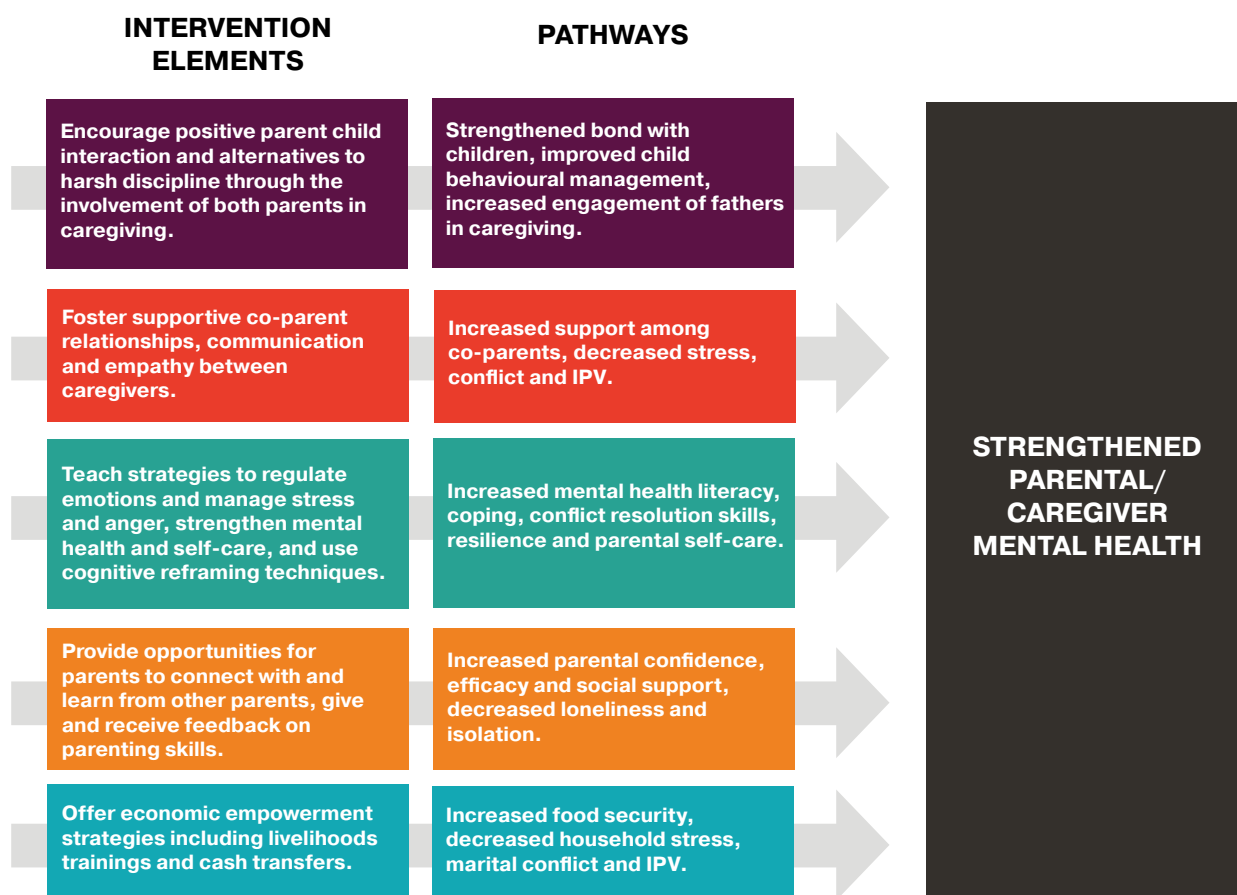 INTERVENTION
ELEMENTS
PATHWAYS
Encourage positive parent child
interaction and alternatives to
harsh discipline through the
involvement of both parents in
caregiving.
Strengthened bond with
children, improved child
behavioural management,
increased engagement of fathers
in caregiving.
Foster supportive co-parent
relationships, communication
and empathy between
caregivers.
Increased support among
co-parents, decreased stress,
conflict and IPV.
Teach strategies to regulate
emotions and manage stress
and anger, strengthen mental
health and self-care, and use
cognitive reframing techniques.
Increased mental health literacy,
coping, conflict resolution skills,
resilience and parental self-care.
Provide opportunities for
parents to connect with and
learn from other parents, give
and receive feedback on
parenting skills.
Increased parental confidence,
efficacy and social support,
decreased loneliness and
isolation.
Offer economic empowerment
strategies including livelihoods
trainings and cash transfers.
Increased food security,
decreased household stress,
marital conflict and IPV.
STRENGTHENED
PARENTAL/
CAREGIVER
MENTAL HEALTH